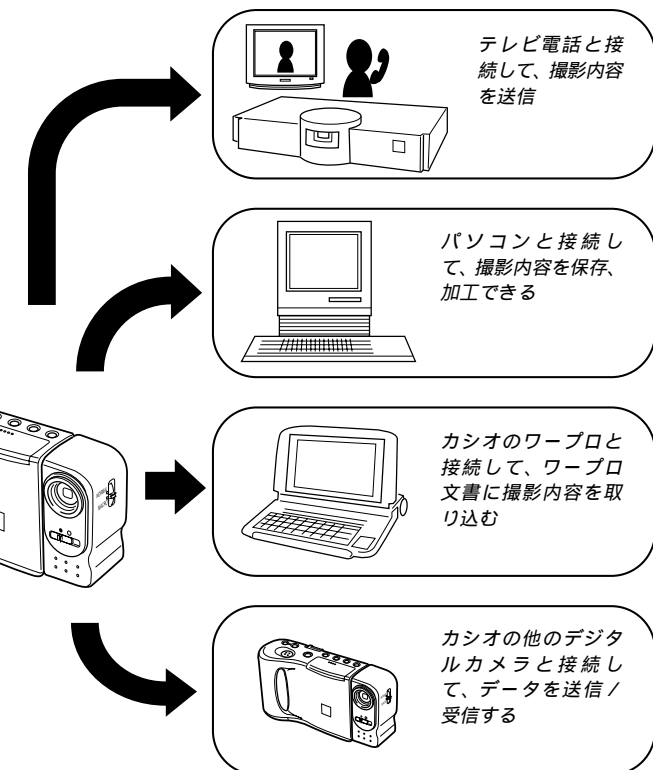 テレビ電話と接
続して、撮影内容
を送信
パソコンと接続し
て、撮影内容を保存、
加工できる
カシオのワープロと
接続して、ワープロ
文書に撮影内容を取
り込む
カシオの他のデジタ
ルカメラと接続し
て、データを送信/
受信する